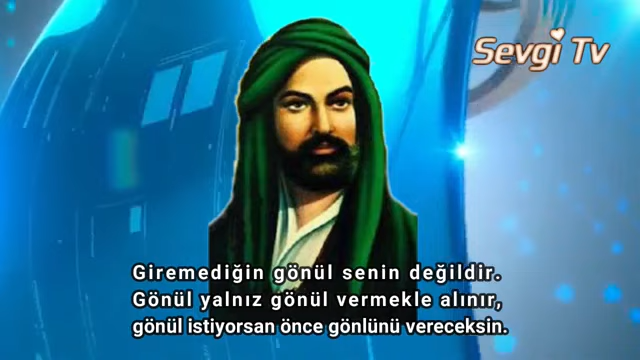 Sevgi Tv
Giremediğin gönül senin değildir.
Gönül yalnız gönül vermekle alınır,
gönül istiyorsan önce gönlünü vereceksin.